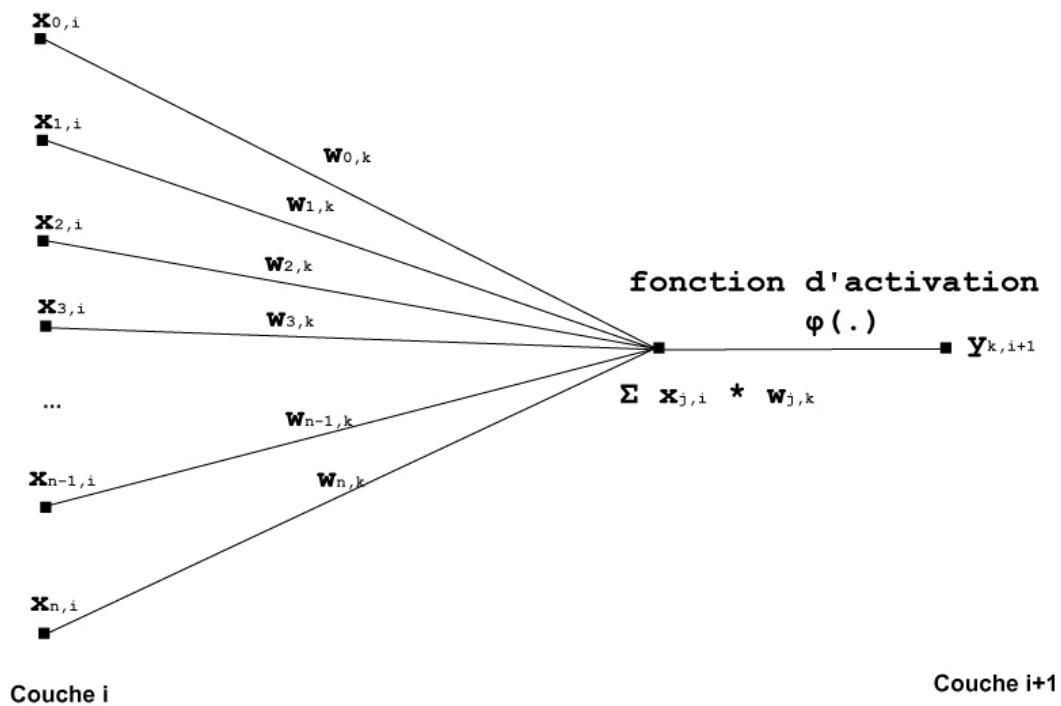 x0,i
x1,i
w0,k
w1,k
x2,i
w2,k
fonction d'activation
x3,i
w3,k
φ(.)
yk,i+1
Σ xj,i * wj,k
...
wn-1,k
xn-1,i
wn,k
xn,i
Couche i
Couche i+1